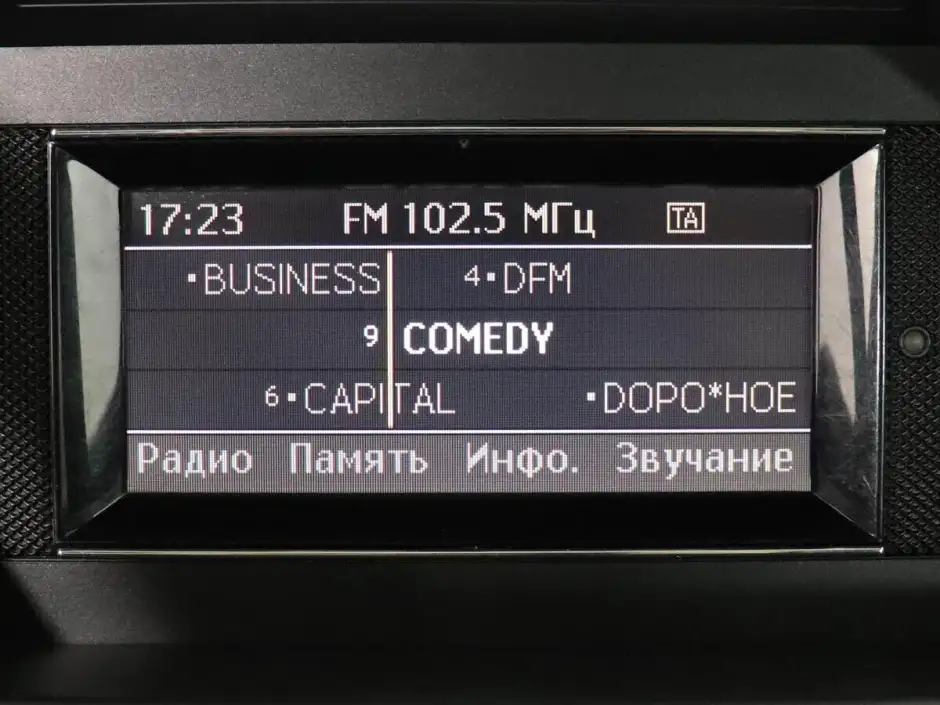 17:23 FM 102.5 МГц TA
·BUSINESS 4·DFM
9 COMEDY
6·CAPITAL ·DOPO*HOE
Радио Память Инфо. Звучание